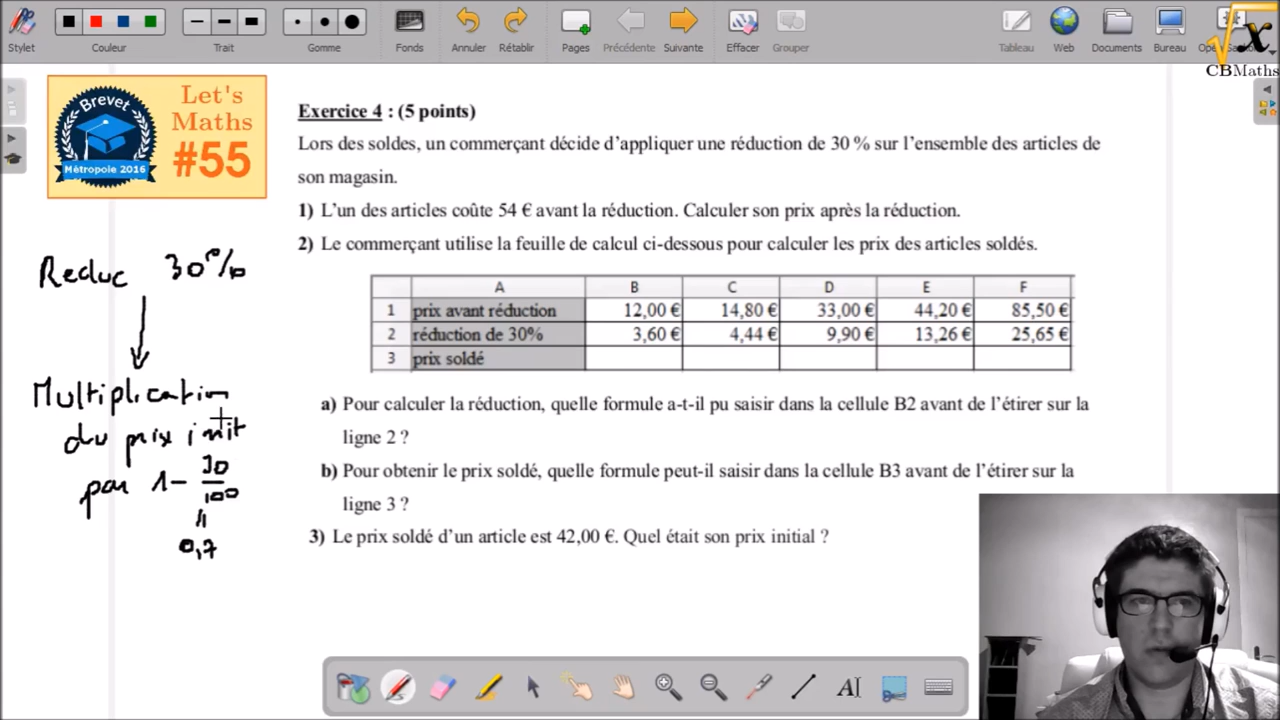 Couleur
Trait
Gomme
Stylet
Fonds
Annuler
Rétablir
Pages
Précédente
Suivante
Effacer
Grouper
Tableau
Web
Documents
Bureau
√x
CBMaths
Brevet
Métropole 2016
Let's
Maths
#55
Exercice 4 : (5 points)
Lors des soldes, un commerçant décide d’appliquer une réduction de 30 % sur l’ensemble des articles de
son magasin.
1) L’un des articles coûte 54 € avant la réduction. Calculer son prix après la réduction.
2) Le commerçant utilise la feuille de calcul ci-dessous pour calculer les prix des articles soldés.
A B C D E F
1 prix avant réduction 12,00 € 14,80 € 33,00 € 44,20 € 85,50 €
2 réduction de 30% 3,60 € 4,44 € 9,90 € 13,26 € 25,65 €
3 prix soldé
a) Pour calculer la réduction, quelle formule a-t-il pu saisir dans la cellule B2 avant de l’étirer sur la
ligne 2 ?
b) Pour obtenir le prix soldé, quelle formule peut-il saisir dans la cellule B3 avant de l’étirer sur la
ligne 3 ?
3) Le prix soldé d’un article est 42,00 €. Quel était son prix initial ?
Reduc 30%
Multiplication
du prix init
par 1 - 30/100
=
0,7
AI